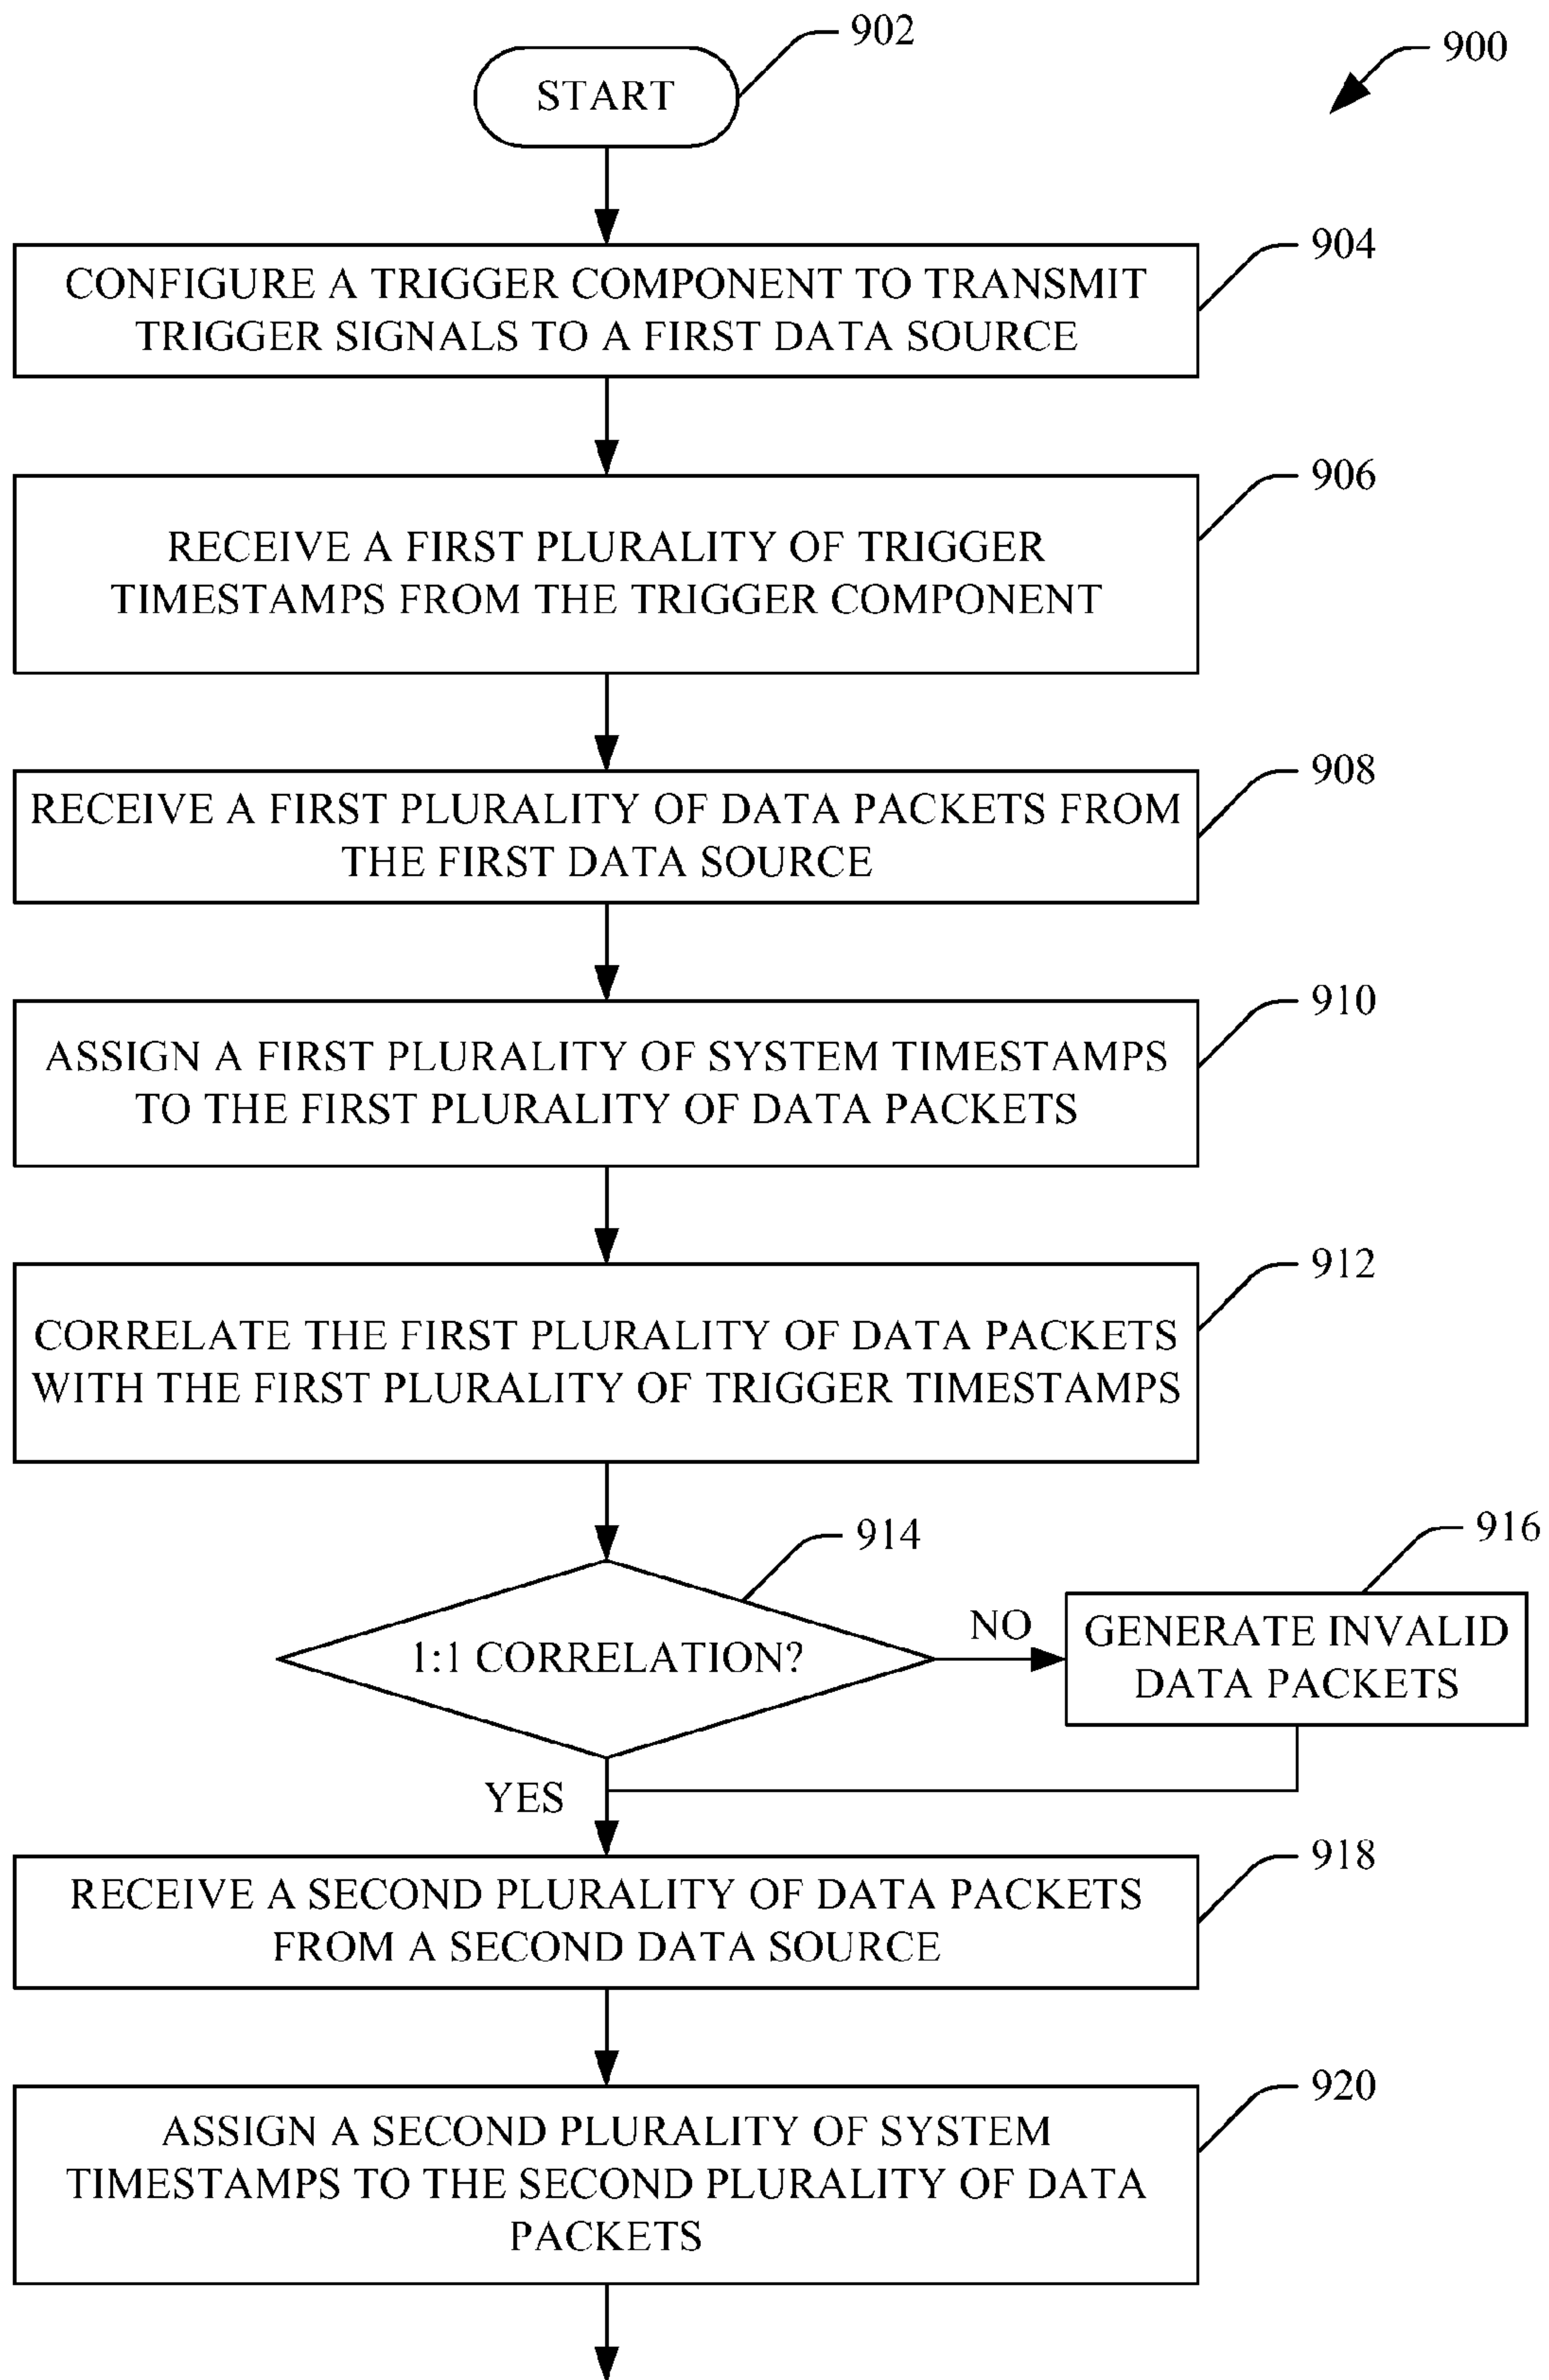 902
900
START
904
CONFIGURE A TRIGGER COMPONENT TO TRANSMIT
TRIGGER SIGNALS TO A FIRST DATA SOURCE
906
RECEIVE A FIRST PLURALITY OF TRIGGER
TIMESTAMPS FROM THE TRIGGER COMPONENT
908
RECEIVE A FIRST PLURALITY OF DATA PACKETS FROM
THE FIRST DATA SOURCE
910
ASSIGN A FIRST PLURALITY OF SYSTEM TIMESTAMPS
TO THE FIRST PLURALITY OF DATA PACKETS
912
CORRELATE THE FIRST PLURALITY OF DATA PACKETS
WITH THE FIRST PLURALITY OF TRIGGER TIMESTAMPS
914
916
1:1 CORRELATION?
NO
GENERATE INVALID
DATA PACKETS
YES
918
RECEIVE A SECOND PLURALITY OF DATA PACKETS
FROM A SECOND DATA SOURCE
920
ASSIGN A SECOND PLURALITY OF SYSTEM
TIMESTAMPS TO THE SECOND PLURALITY OF DATA
PACKETS